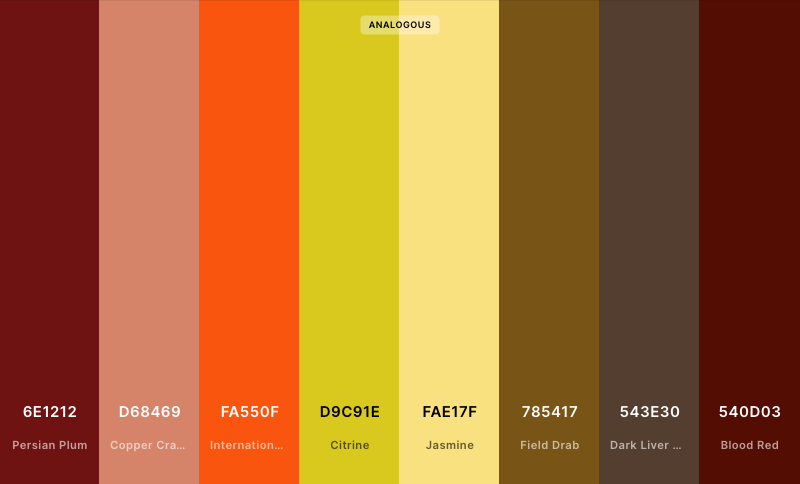 ANALOGOUS
6E1212 D68469 FA550F D9C91E FAE17F 785417 543E30 540D03
Persian Plum Copper Cra... Internation... Citrine Jasmine Field Drab Dark Liver ... Blood Red